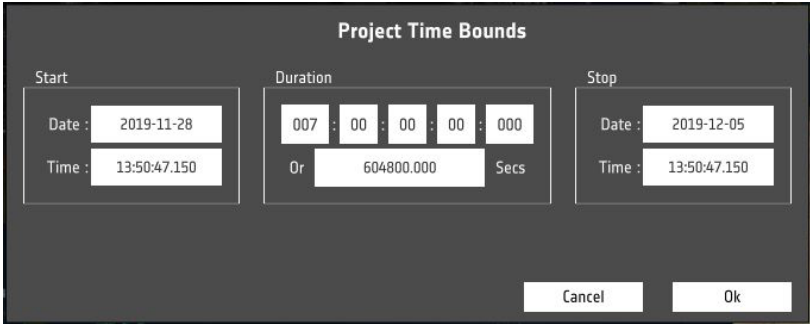 Project Time Bounds
Start
Date : 2019-11-28
Time : 13:50:47.150
Duration
007 : 00 : 00 : 00 : 000
Or 604800.000 Secs
Stop
Date : 2019-12-05
Time : 13:50:47.150
Cancel Ok